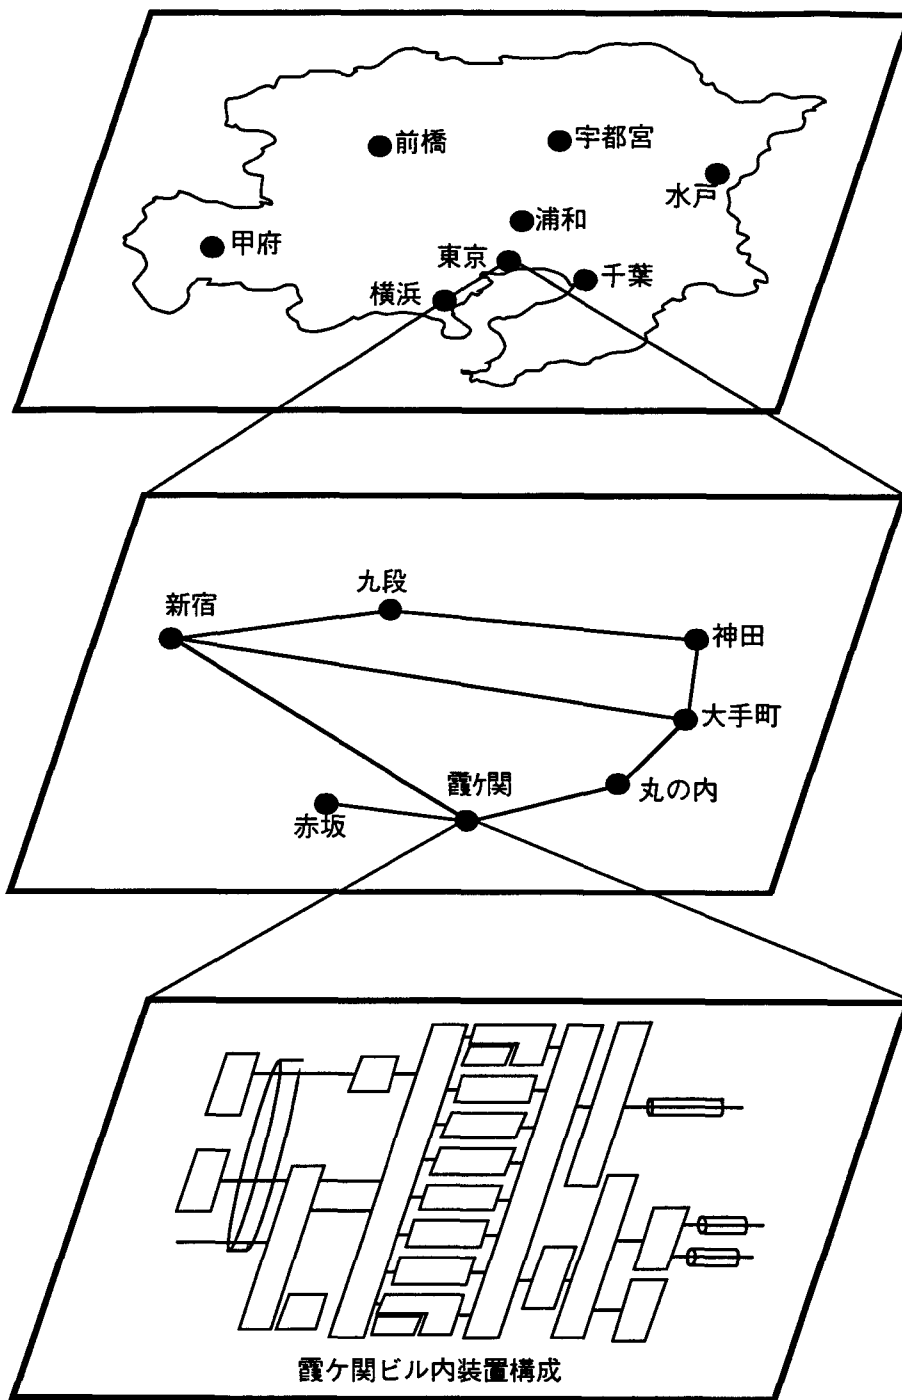 前橋
宇都宮
水戸
浦和
甲府
東京
千葉
横浜
九段
新宿
神田
大手町
霞ケ関
丸の内
赤坂
霞ケ関ビル内装置構成